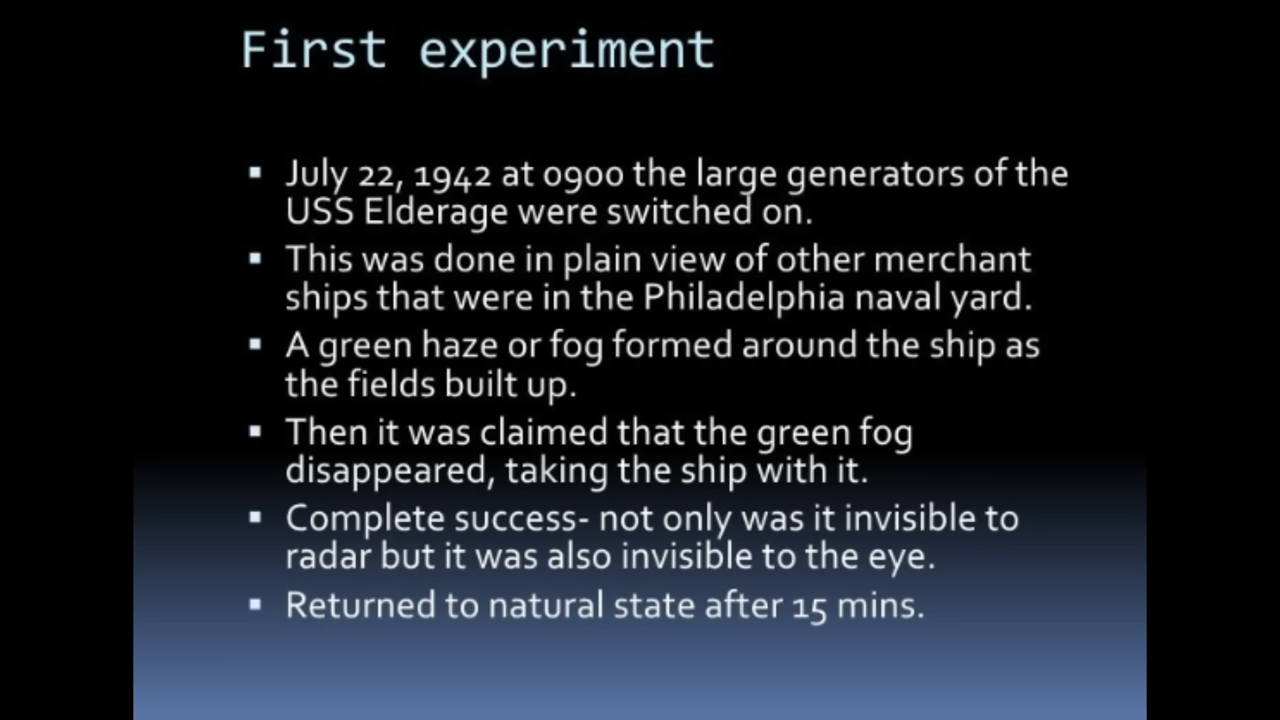 First experiment
▪ July 22, 1942 at 0900 the large generators of the
USS Elderage were switched on.
▪ This was done in plain view of other merchant
ships that were in the Philadelphia naval yard.
▪ A green haze or fog formed around the ship as
the fields built up.
▪ Then it was claimed that the green fog
disappeared, taking the ship with it.
▪ Complete success- not only was it invisible to
radar but it was also invisible to the eye.
▪ Returned to natural state after 15 mins.